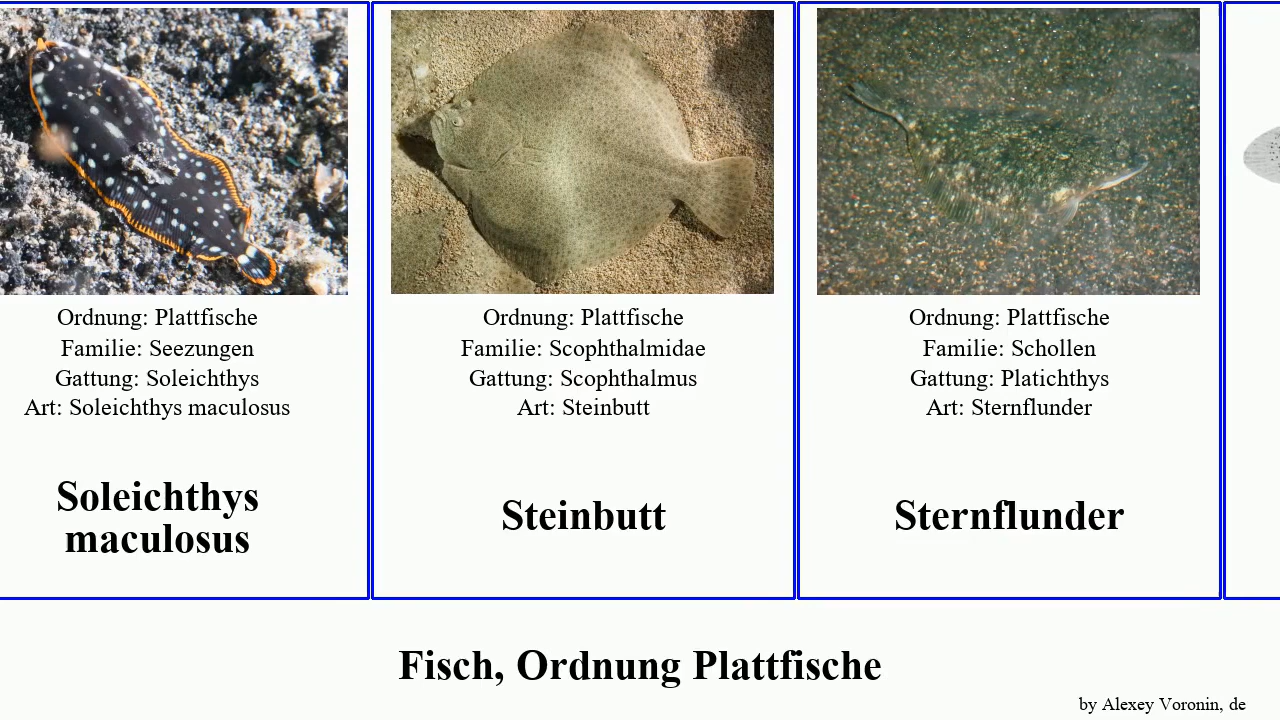 Ordnung: Plattfische
Familie: Seezungen
Gattung: Soleichthys
Art: Soleichthys maculosus
Soleichthys
maculosus
Ordnung: Plattfische
Familie: Scophthalmidae
Gattung: Scophthalmus
Art: Steinbutt
Steinbutt
Ordnung: Plattfische
Familie: Schollen
Gattung: Platichthys
Art: Sternflunder
Sternflunder
Fisch, Ordnung Plattfische
by Alexey Voronin, de